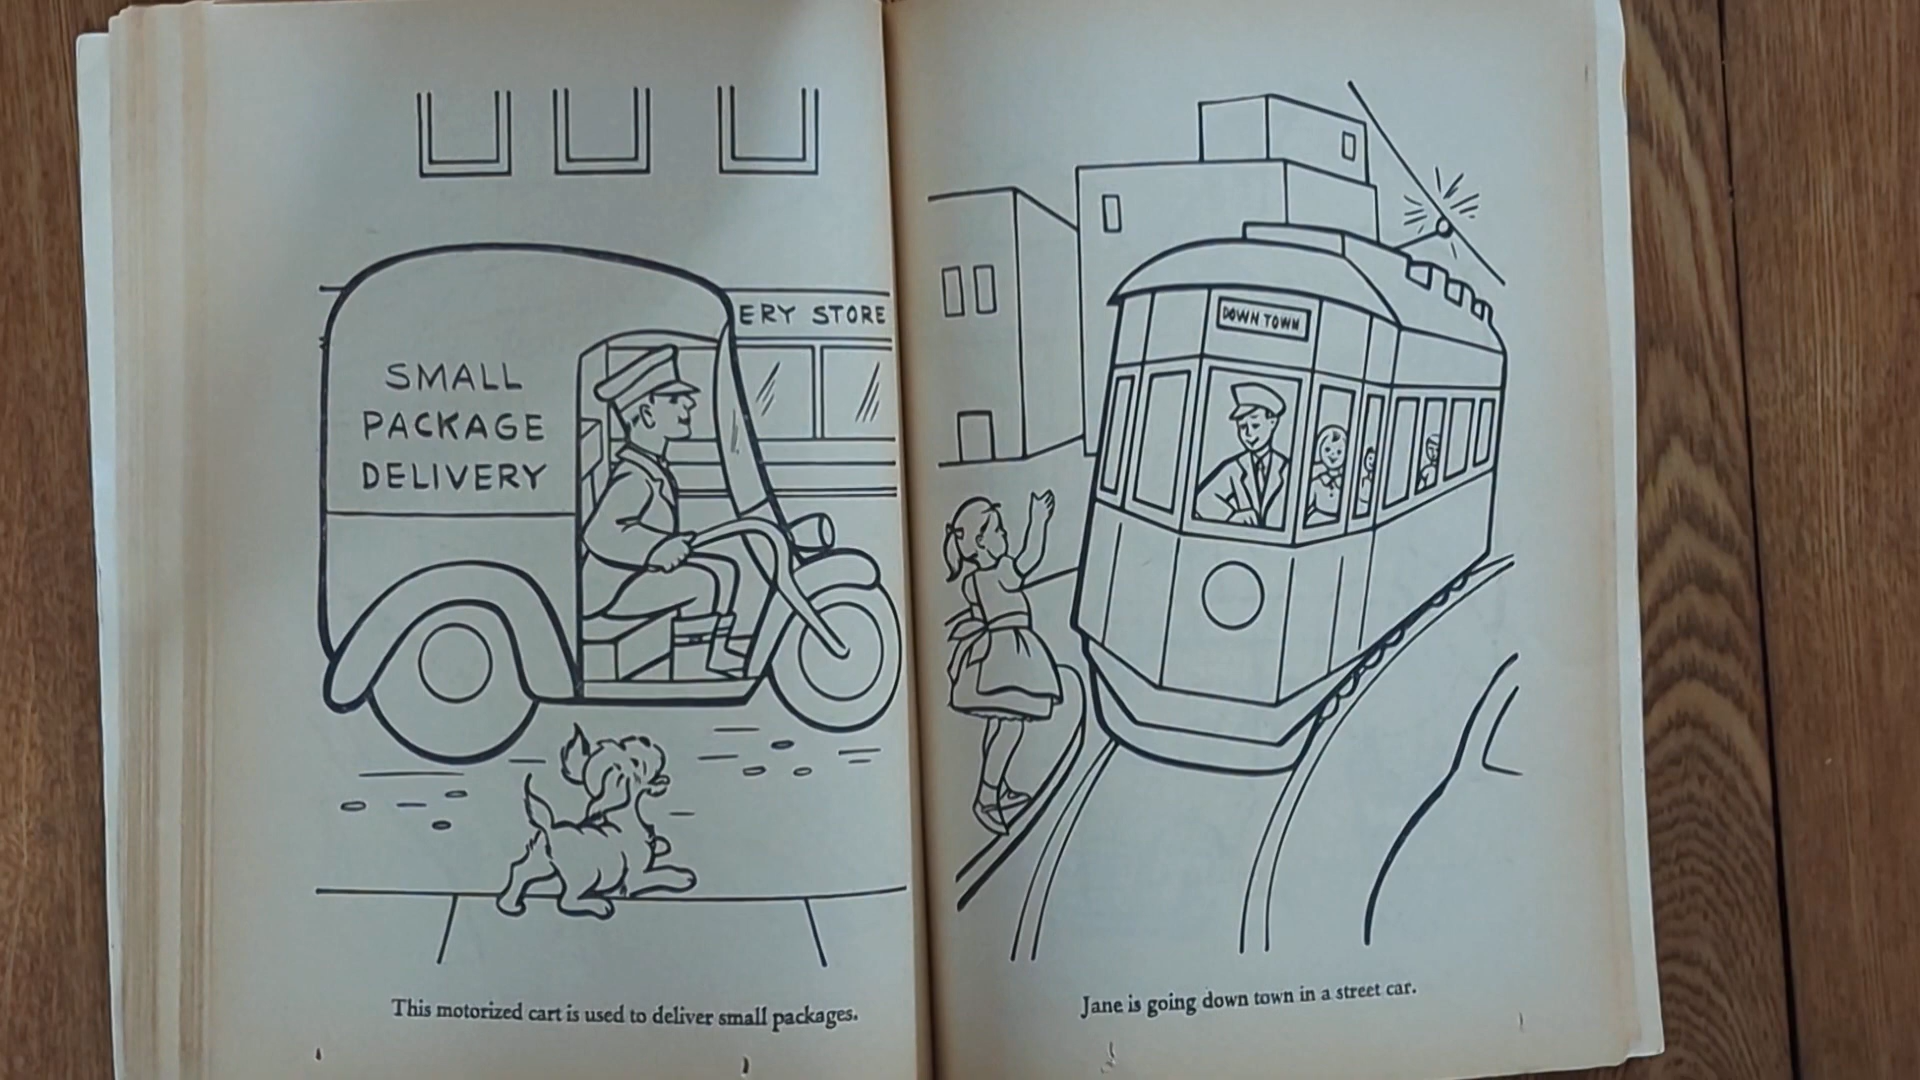 ERY STORE
SMALL
PACKAGE
DELIVERY
This motorized cart is used to deliver small packages.
DOWN TOWN
Jane is going down town in a street car.